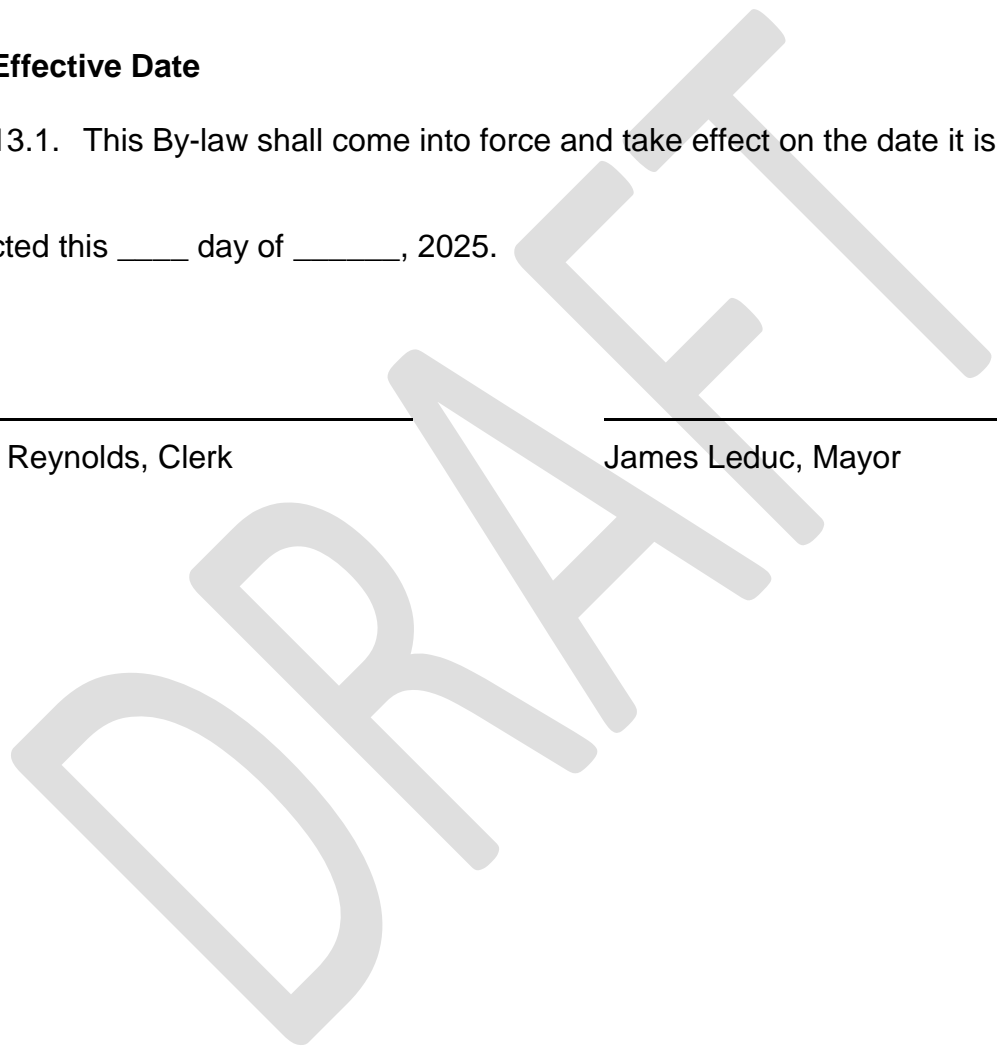 Effective Date
13.1. This By-law shall come into force and take effect on the date it is
cted this ____ day of ______, 2025.
Reynolds, Clerk
James Leduc, Mayor
DRAFT